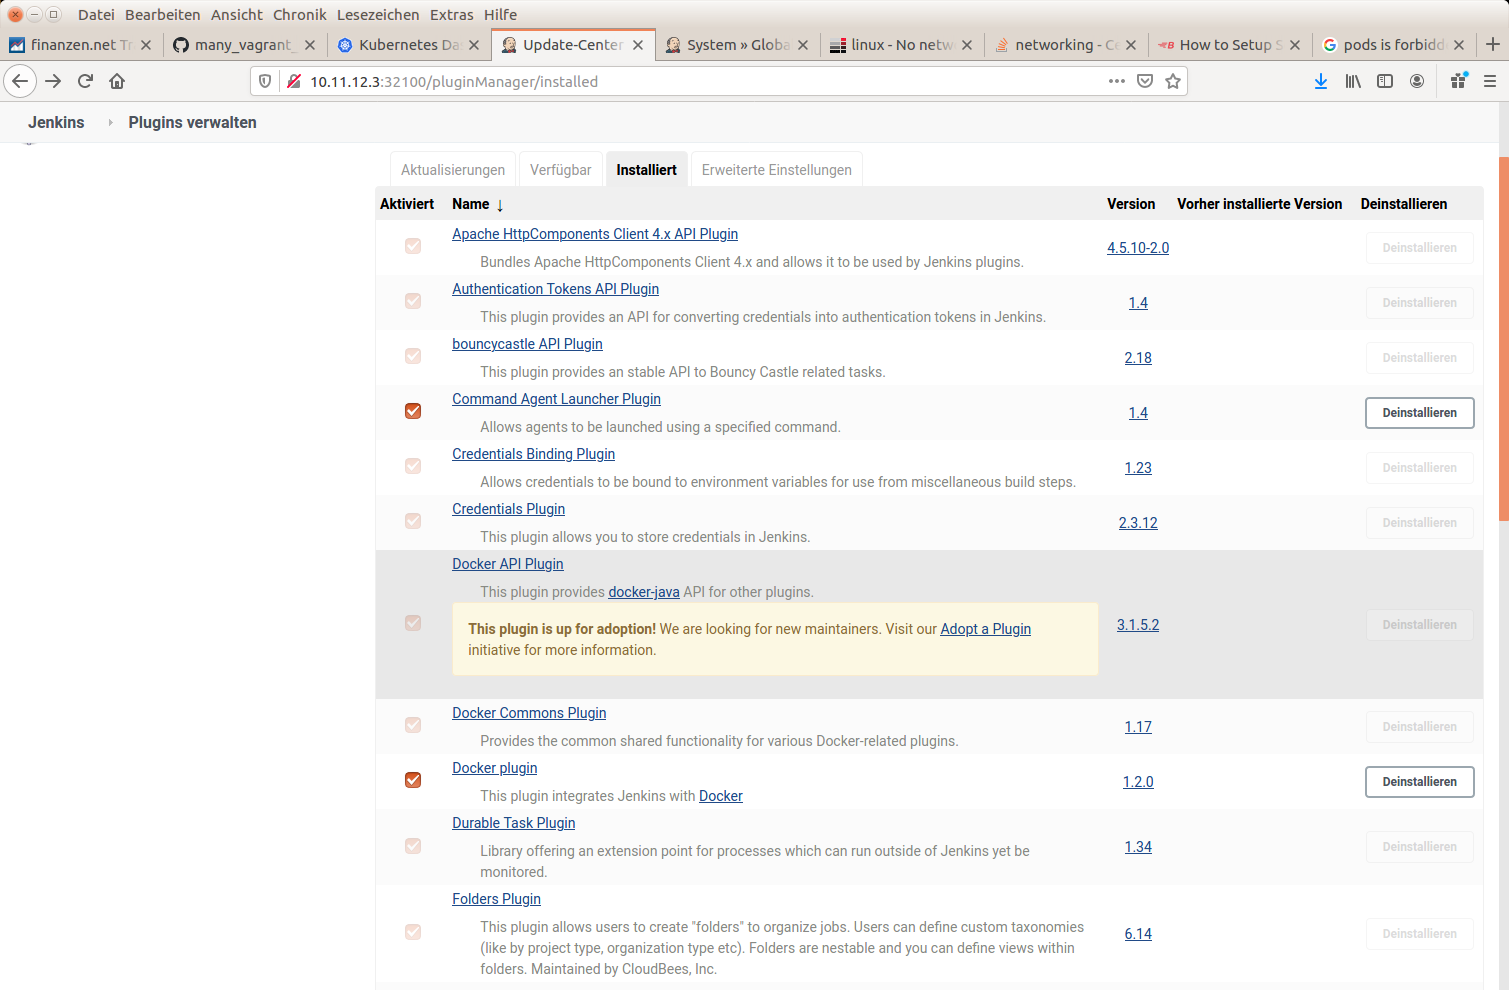 Datei Bearbeiten Ansicht Chronik Lesezeichen Extras Hilfe
finanzen.net Tr
many_vagrant_
Kubernetes Da
Update-Center
System » Globa
linux - No netw
networking - Ce
How to Setup S
pods is forbidd
10.11.12.3:32100/pluginManager/installed
Jenkins Plugins verwalten
Aktualisierungen Verfügbar Installiert Erweiterte Einstellungen
Aktiviert Name ↓ Version Vorher installierte Version Deinstallieren
Apache HttpComponents Client 4.x API Plugin
Bundles Apache HttpComponents Client 4.x and allows it to be used by Jenkins plugins.
4.5.10-2.0
Deinstallieren
Authentication Tokens API Plugin
This plugin provides an API for converting credentials into authentication tokens in Jenkins.
1.4
Deinstallieren
bouncycastle API Plugin
This plugin provides an stable API to Bouncy Castle related tasks.
2.18
Deinstallieren
Command Agent Launcher Plugin
Allows agents to be launched using a specified command.
1.4
Deinstallieren
Credentials Binding Plugin
Allows credentials to be bound to environment variables for use from miscellaneous build steps.
1.23
Deinstallieren
Credentials Plugin
This plugin allows you to store credentials in Jenkins.
2.3.12
Deinstallieren
Docker API Plugin
This plugin provides docker-java API for other plugins.
This plugin is up for adoption! We are looking for new maintainers. Visit our Adopt a Plugin
initiative for more information.
3.1.5.2
Deinstallieren
Docker Commons Plugin
Provides the common shared functionality for various Docker-related plugins.
1.17
Deinstallieren
Docker plugin
This plugin integrates Jenkins with Docker
1.2.0
Deinstallieren
Durable Task Plugin
Library offering an extension point for processes which can run outside of Jenkins yet be
monitored.
1.34
Deinstallieren
Folders Plugin
This plugin allows users to create "folders" to organize jobs. Users can define custom taxonomies
(like by project type, organization type etc). Folders are nestable and you can define views within
folders. Maintained by CloudBees, Inc.
6.14
Deinstallieren